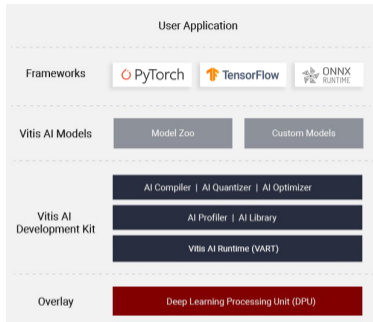 User Application
Frameworks
PyTorch
TensorFlow
ONNX
RUNTIME
Vitis AI Models
Model Zoo
Custom Models
Vitis AI
Development Kit
AI Compiler | AI Quantizer | AI Optimizer
AI Profiler | AI Library
Vitis AI Runtime (VART)
Overlay
Deep Learning Processing Unit (DPU)